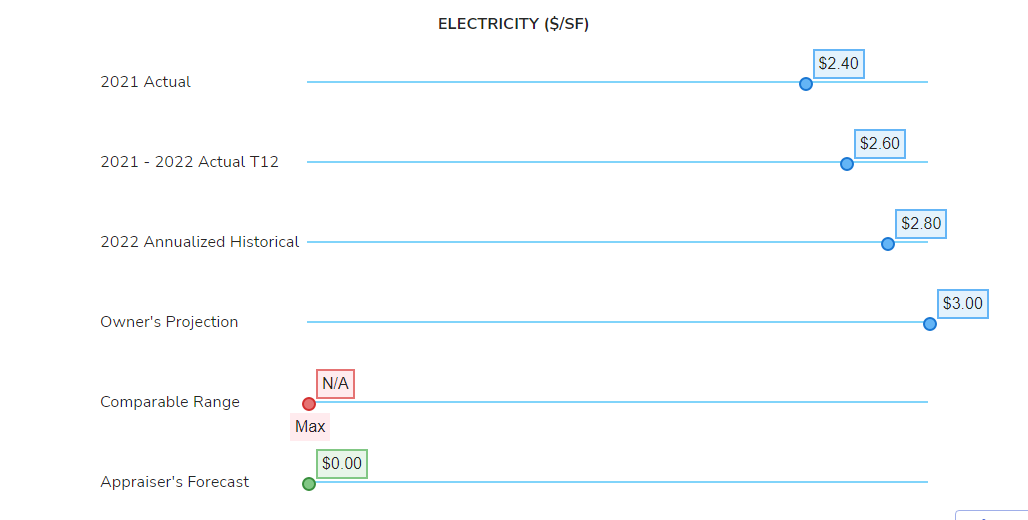 ELECTRICITY ($/SF)
2021 Actual
$2.40
2021 - 2022 Actual T12
$2.60
2022 Annualized Historical
$2.80
Owner's Projection
$3.00
Comparable Range
N/A
Max
Appraiser's Forecast
$0.00